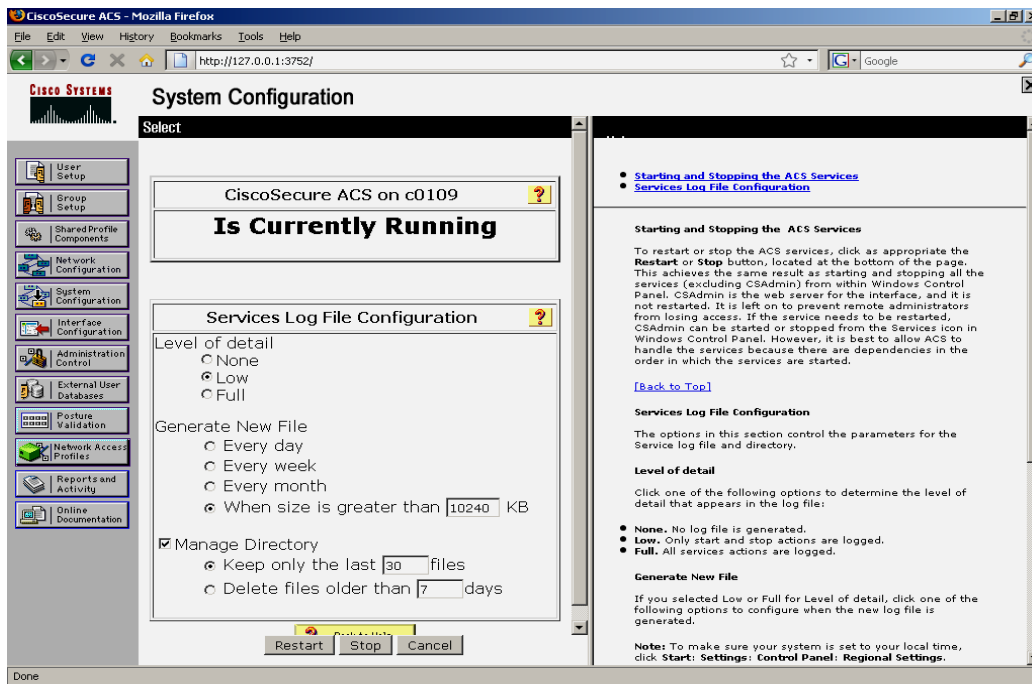 CiscoSecure ACS - Mozilla Firefox
File Edit View History Bookmarks Tools Help
http://127.0.0.1:3752/
G Google
CISCO SYSTEMS
System Configuration
Select
User Setup
Group Setup
Shared Profile Components
Network Configuration
System Configuration
Interface Configuration
Administration Control
External User Databases
Posture Validation
Network Access Profiles
Reports and Activity
Online Documentation
CiscoSecure ACS on c0109
?
Is Currently Running
Services Log File Configuration
?
Level of detail
None
Low
Full
Generate New File
Every day
Every week
Every month
When size is greater than 10240 KB
Manage Directory
Keep only the last 30 files
Delete files older than 7 days
Restart Stop Cancel
Starting and Stopping the ACS Services
Services Log File Configuration
Starting and Stopping the ACS Services
To restart or stop the ACS services, click as appropriate the
Restart or Stop button, located at the bottom of the page.
This achieves the same result as starting and stopping all the
services (excluding CSAdmin) from within Windows Control
Panel. CSAdmin is the web server for the interface, and it is
not restarted. It is left on to prevent remote administrators
from losing access. If the service needs to be restarted,
CSAdmin can be started or stopped from the Services icon in
Windows Control Panel. However, it is best to allow ACS to
handle the services because there are dependencies in the
order in which the services are started.
[Back to Top]
Services Log File Configuration
The options in this section control the parameters for the
Service log file and directory.
Level of detail
Click one of the following options to determine the level of
detail that appears in the log file:
None. No log file is generated.
Low. Only start and stop actions are logged.
Full. All services actions are logged.
Generate New File
If you selected Low or Full for Level of detail, click one of the
following options to configure when the new log file is
generated.
Note: To make sure your system is set to your local time,
click Start: Settings: Control Panel: Regional Settings.
Done